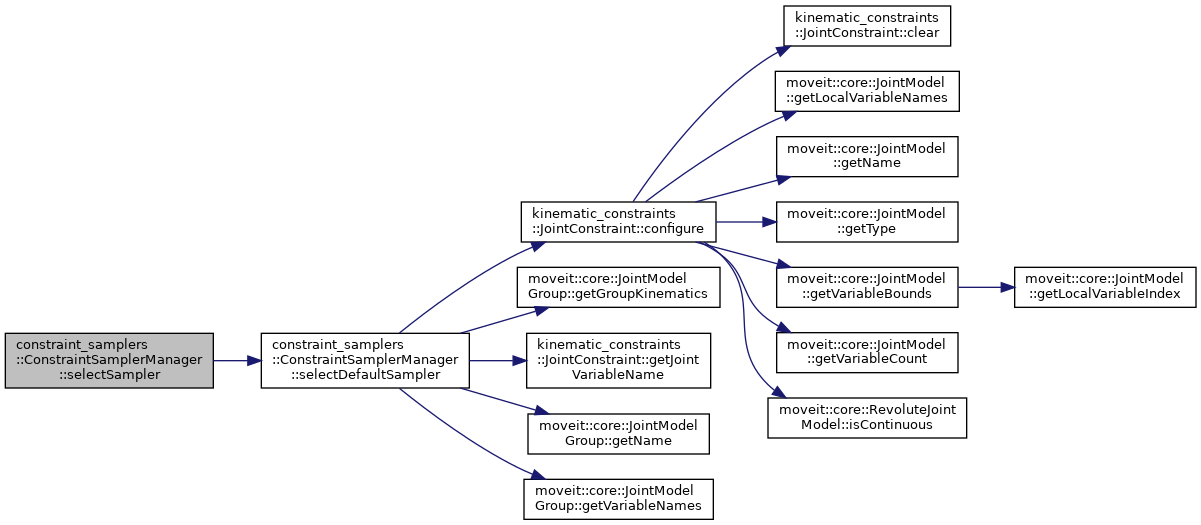 constraint_samplers
::ConstraintSamplerManager
::selectSampler
constraint_samplers
::ConstraintSamplerManager
::selectDefaultSampler
kinematic_constraints
::JointConstraint::configure
moveit::core::JointModel
Group::getGroupKinematics
kinematic_constraints
::JointConstraint::getJoint
VariableName
moveit::core::JointModel
Group::getName
moveit::core::JointModel
Group::getVariableNames
kinematic_constraints
::JointConstraint::clear
moveit::core::JointModel
::getLocalVariableNames
moveit::core::JointModel
::getName
moveit::core::JointModel
::getType
moveit::core::JointModel
::getVariableBounds
moveit::core::JointModel
::getVariableCount
moveit::core::RevoluteJoint
Model::isContinuous
moveit::core::JointModel
::getLocalVariableIndex